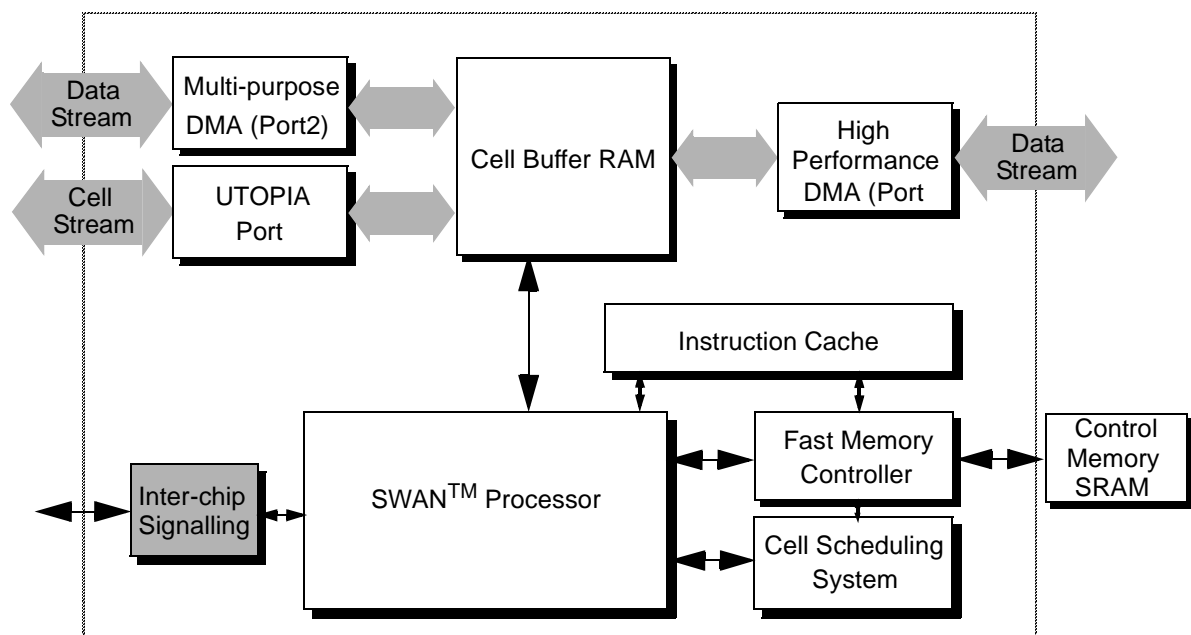 Data
Stream
Multi-purpose
DMA (Port2)
Cell Buffer RAM
High
Performance
DMA (Port
Data
Stream
Cell
Stream
UTOPIA
Port
Instruction Cache
Fast Memory
Controller
Control
Memory
SRAM
Inter-chip
Signalling
SWAN™ Processor
Cell Scheduling
System